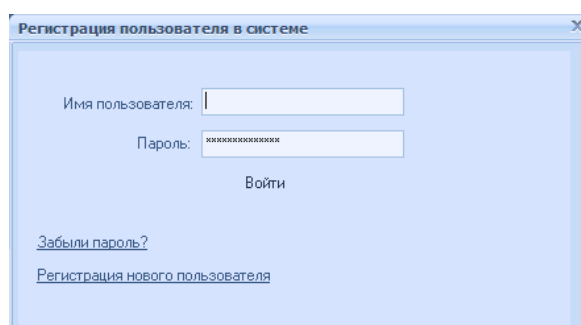 Регистрация пользователя в системе
Имя пользователя:
Пароль: **************
Войти
Забыли пароль?
Регистрация нового пользователя